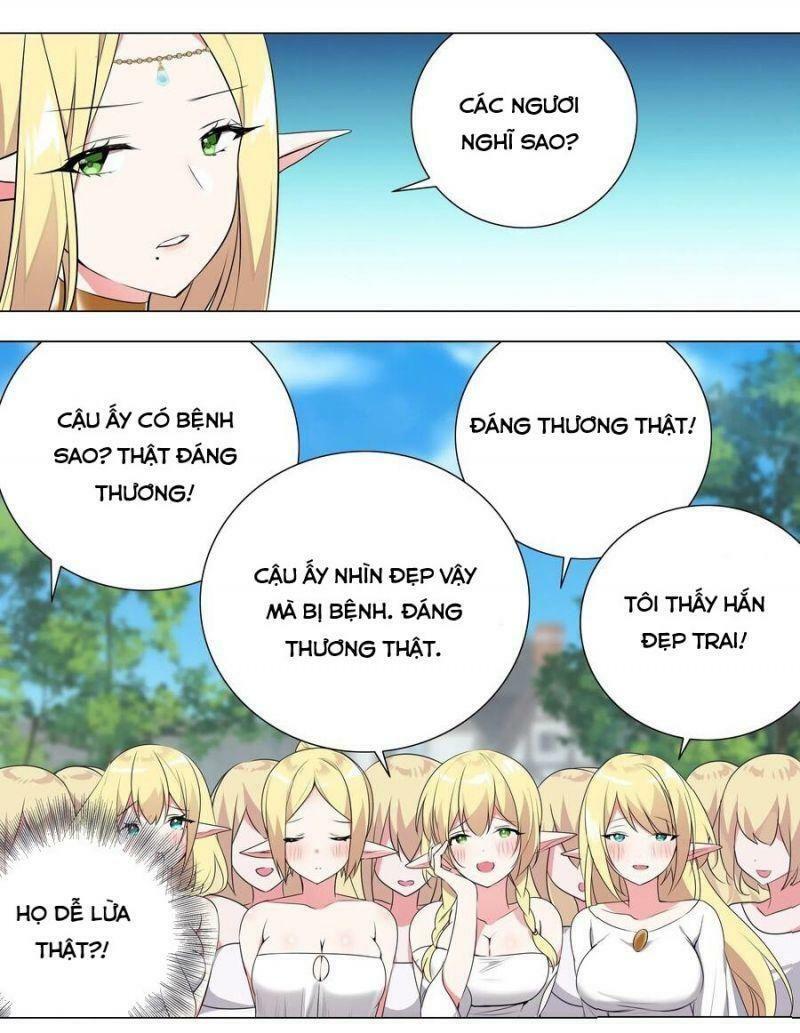 CÁC NGƯƠI
NGHĨ SAO?
CẬU ẤY CÓ BỆNH
SAO? THẬT ĐÁNG
THƯƠNG!
ĐÁNG THƯƠNG THẬT!
CẬU ẤY NHÌN ĐẸP VẬY
MÀ BỊ BỆNH. ĐÁNG
THƯƠNG THẬT.
TÔI THẤY HẮN
ĐẸP TRAI!
HỌ DỄ LỪA
THẬT?!